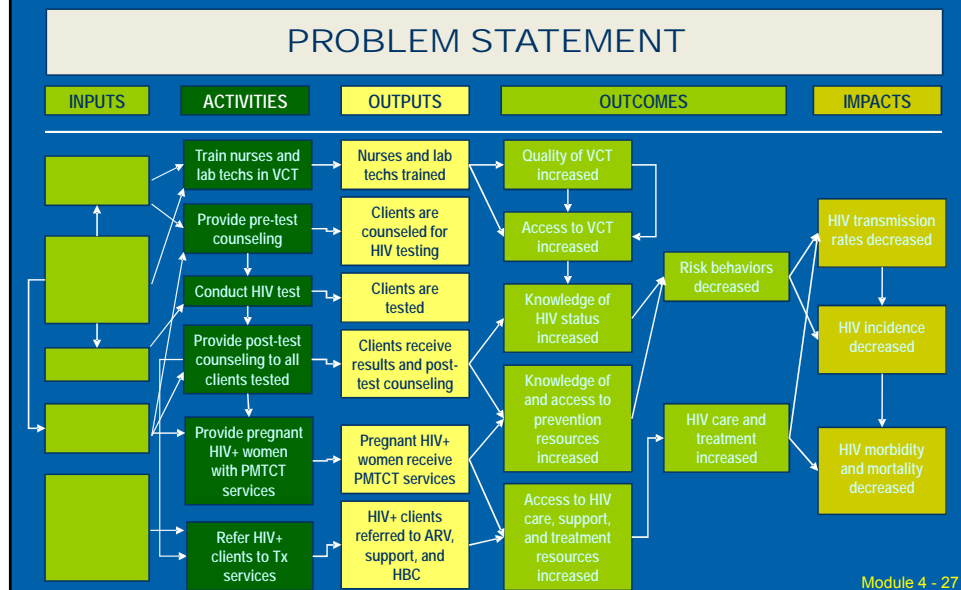 PROBLEM STATEMENT
INPUTS
ACTIVITIES
OUTPUTS
OUTCOMES
IMPACTS
Train nurses and
lab techs in VCT
Provide pre-test
counseling
Conduct HIV test
Provide post-test
counseling to all
clients tested
Provide pregnant
HIV+ women
with PMTCT
services
Refer HIV+
clients to Tx
services
Nurses and lab
techs trained
Clients are
counseled for
HIV testing
Clients are
tested
Clients receive
results and post-
test counseling
Pregnant HIV+
women receive
PMTCT services
HIV+ clients
referred to ARV,
support, and
HBC
Quality of VCT
increased
Access to VCT
increased
Knowledge of
HIV status
increased
Knowledge of
and access to
prevention
resources
increased
Access to HIV
care, support,
and treatment
resources
increased
Risk behaviors
decreased
HIV care and
treatment
increased
HIV transmission
rates decreased
HIV incidence
decreased
HIV morbidity
and mortality
decreased
Module 4 - 27